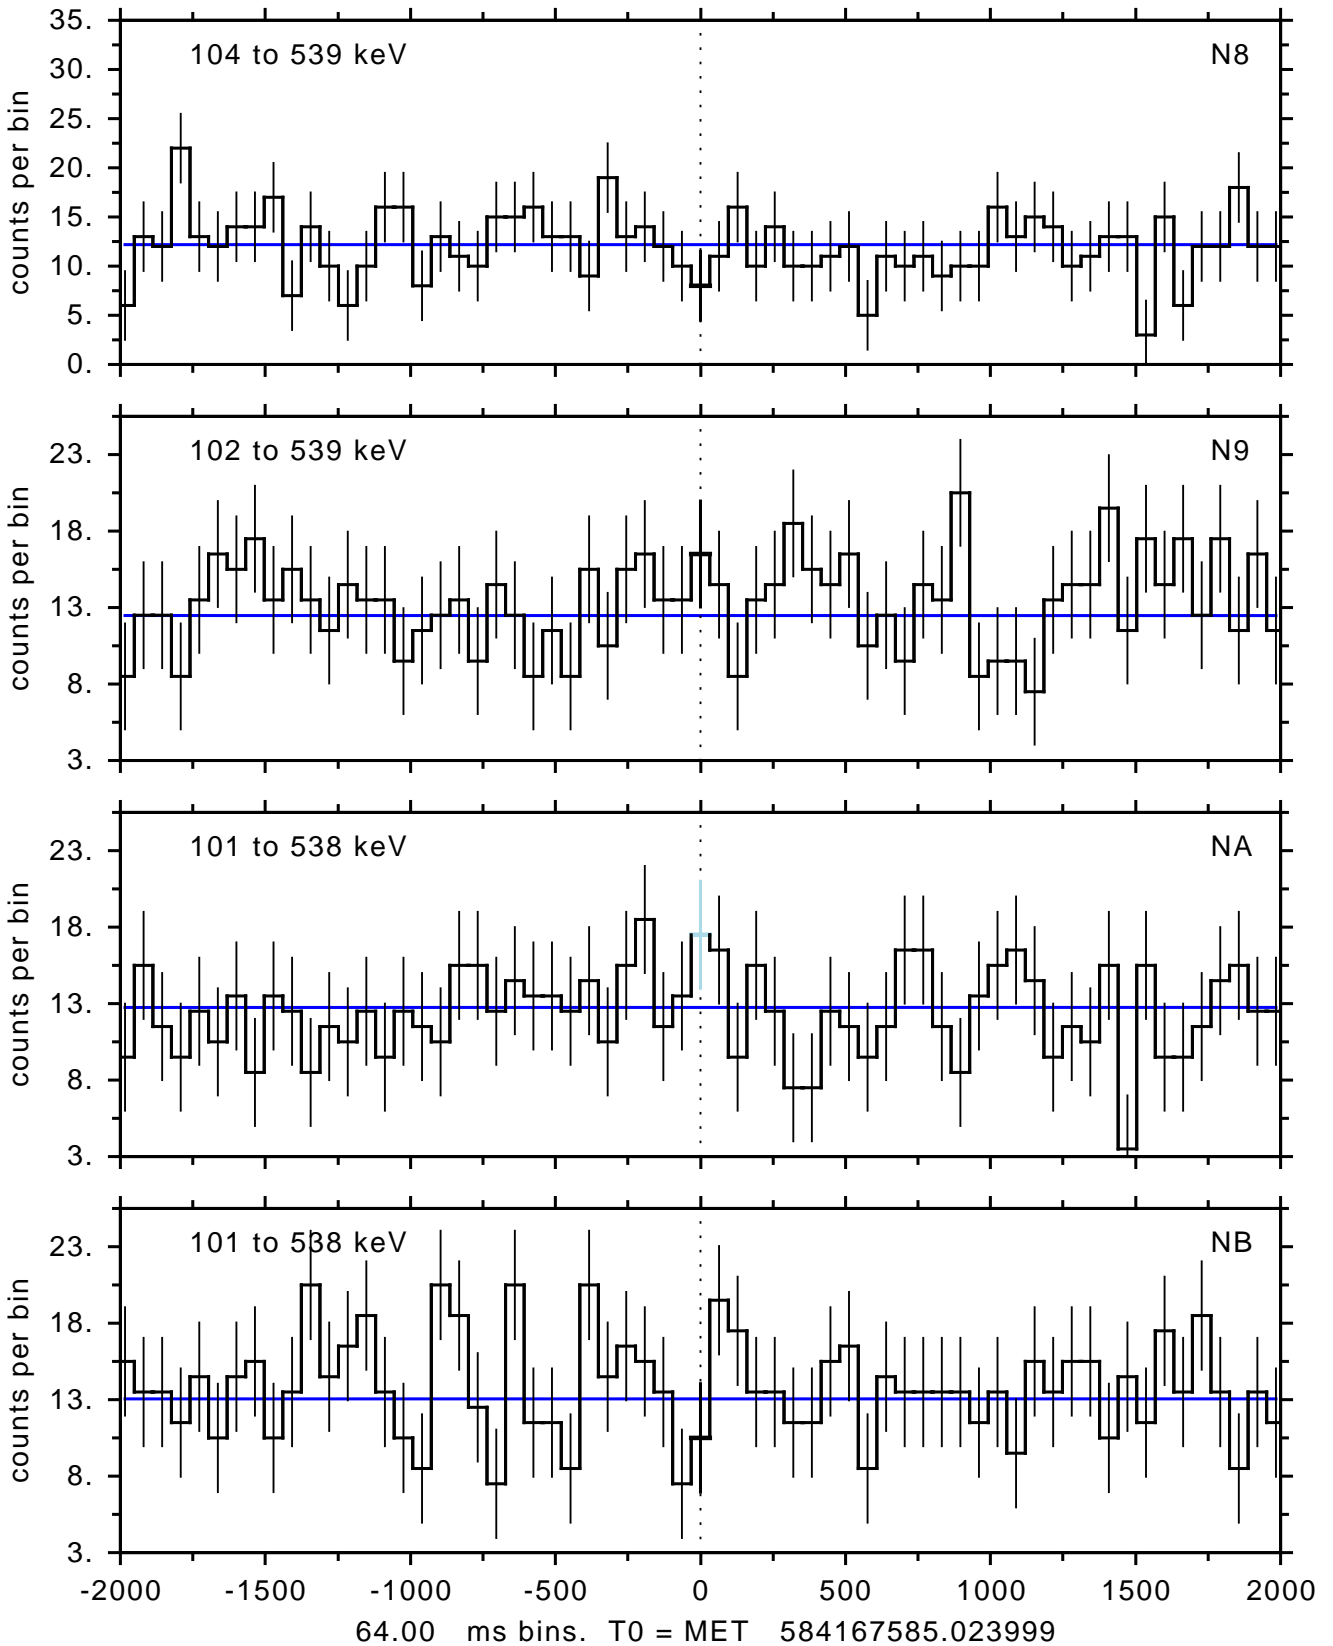 35.
30.
25.
20.
15.
10.
5.
0.
counts per bin
104 to 539 keV
N8
23.
18.
13.
8.
3.
counts per bin
102 to 539 keV
N9
23.
18.
13.
8.
3.
counts per bin
101 to 538 keV
NA
23.
18.
13.
8.
3.
counts per bin
101 to 538 keV
NB
-2000 -1500 -1000 -500 0 500 1000 1500 2000
64.00 ms bins. T0 = MET 584167585.023999